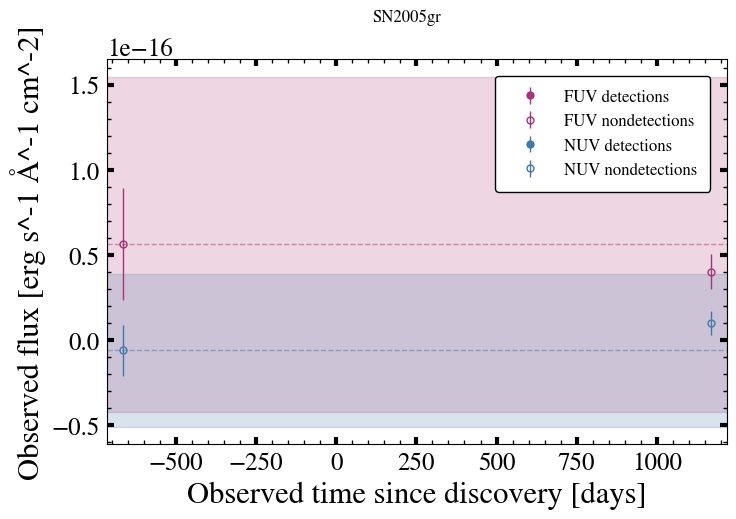 SN2005gr
1e−16
Observed flux [erg s^-1 Å^-1 cm^-2]
1.5
1.0
0.5
0.0
−0.5
FUV detections
FUV nondetections
NUV detections
NUV nondetections
−500 −250 0 250 500 750 1000
Observed time since discovery [days]